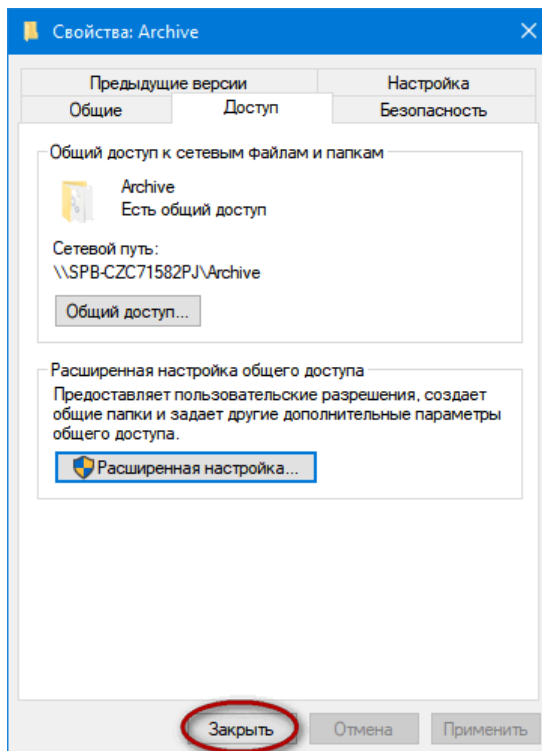 Свойства: Archive
Предыдущие версии
Настройка
Общие
Доступ
Безопасность
Общий доступ к сетевым файлам и папкам
Archive
Есть общий доступ
Сетевой путь:
\\SPB-CZC71582PJ\Archive
Общий доступ...
Расширенная настройка общего доступа
Предоставляет пользовательские разрешения, создает
общие папки и задает другие дополнительные параметры
общего доступа.
Расширенная настройка...
Закрыть
Отмена
Применить